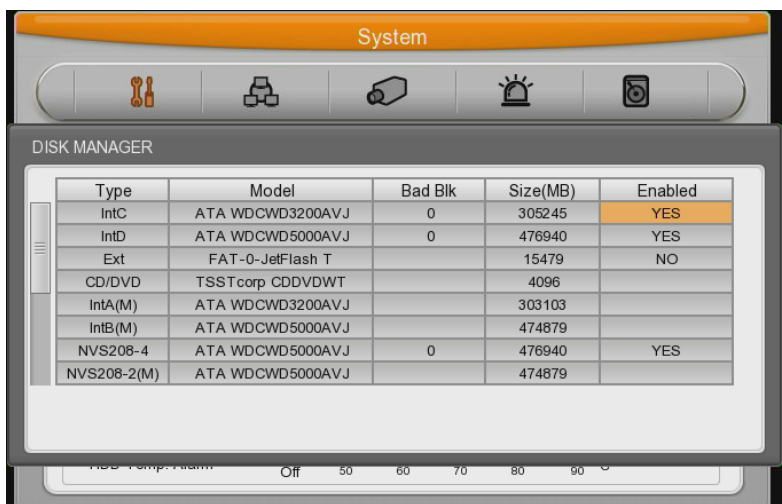 System
DISK MANAGER
Type Model Bad Blk Size(MB) Enabled
IntC ATA WDCWD3200AVJ 0 305245 YES
IntD ATA WDCWD5000AVJ 0 476940 YES
Ext FAT-0-JetFlash T 15479 NO
CD/DVD TSSTcorp CDDVDWT 4096
IntA(M) ATA WDCWD3200AVJ 303103
IntB(M) ATA WDCWD5000AVJ 474879
NVS208-4 ATA WDCWD5000AVJ 0 476940 YES
NVS208-2(M) ATA WDCWD5000AVJ 474879
HDD Temp. Alarm Off 50 60 70 80 90